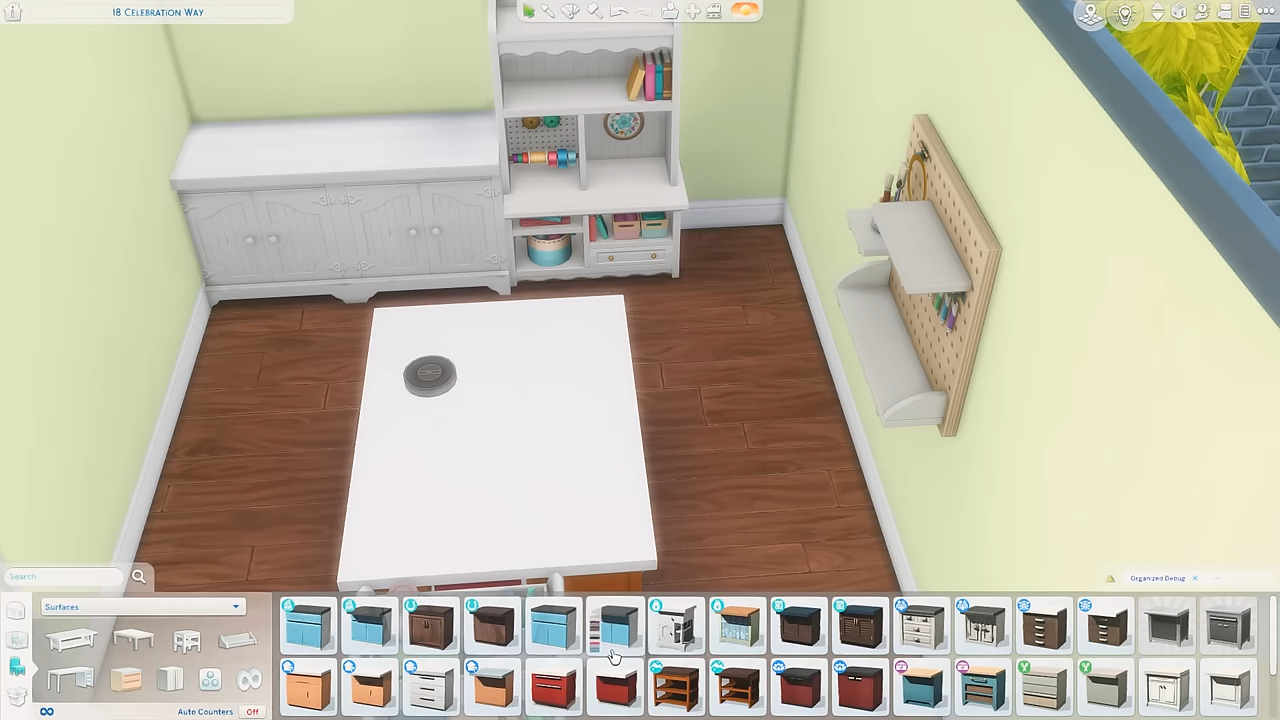 18 Celebration Way
Search
Organized Debug
Surfaces
Auto Counters
Off